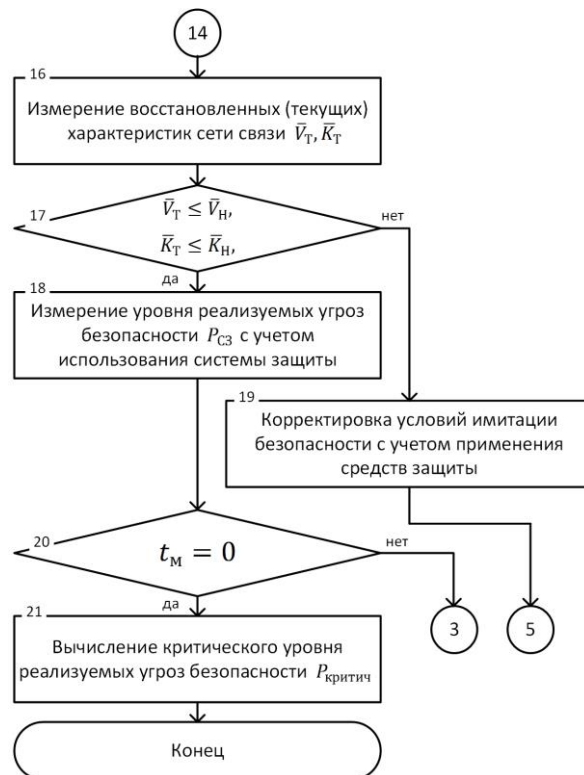 14
16
Измерение восстановленных (текущих)
характеристик сети связи V̄т, K̄т
17
V̄т ≤ V̄н,
K̄т ≤ K̄н,
нет
да
18
Измерение уровня реализуемых угроз
безопасности Pсз с учетом
использования системы защиты
19
Корректировка условий имитации
безопасности с учетом применения
средств защиты
20
tм = 0
нет
да
3
5
21
Вычисление критического уровня
реализуемых угроз безопасности Pкритич
Конец